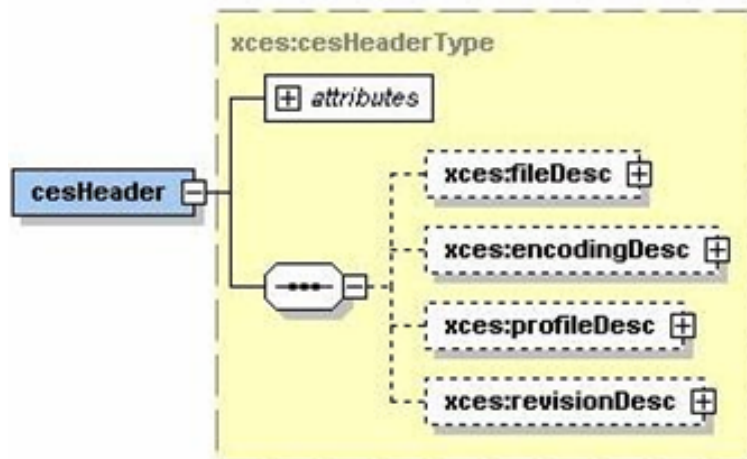 xces:cesHeaderType
attributes
cesHeader
xces:fileDesc
xces:encodingDesc
xces:profileDesc
xces:revisionDesc